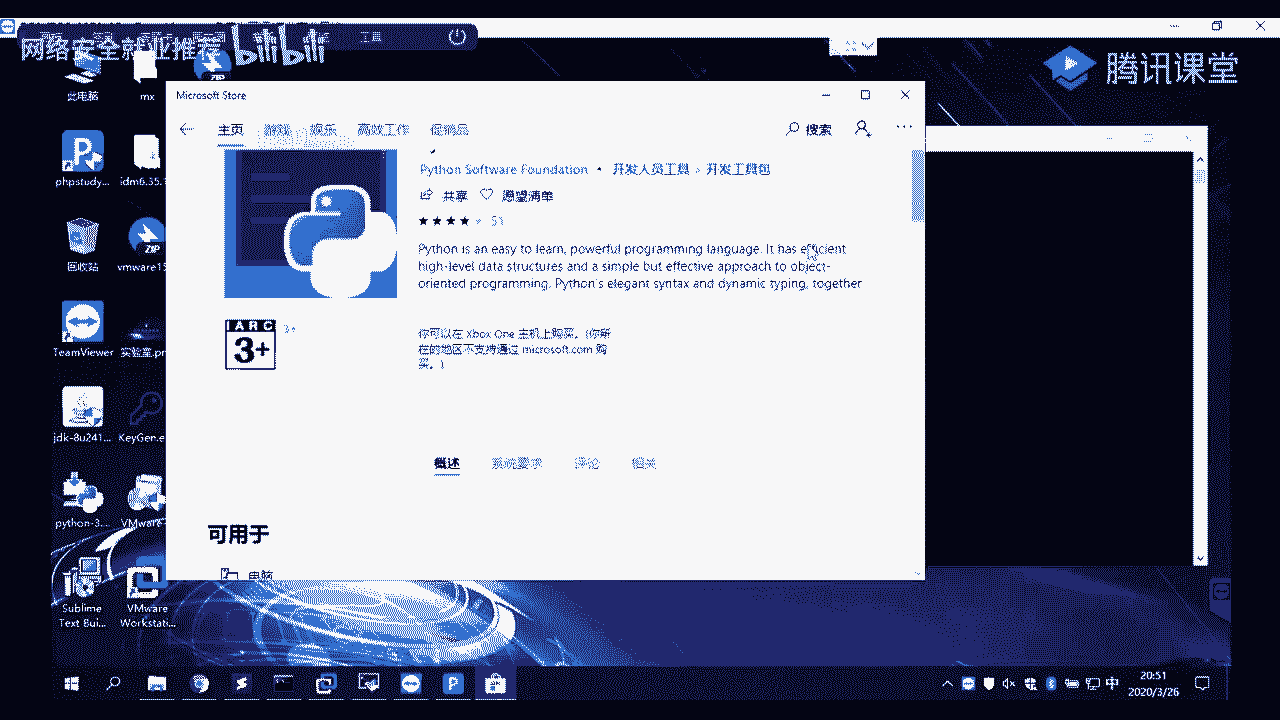 网络安全就业推荐 bilibili
工具
腾讯课堂
此电脑
mx
ZIP
Microsoft Store
主页 游戏 娱乐 高效工作 促销品
搜索
Python Software Foundation • 开发人员工具 > 开发工具包
共享 愿望清单
51
Python is an easy to learn, powerful programming language. It has efficient
high-level data structures and a simple but effective approach to object-
oriented programming. Python's elegant syntax and dynamic typing, together
IARC
3+
3+
你可以在 Xbox One 主机上购买。(你所
在的地区不支持通过 microsoft.com 购
买。)
概述 系统要求 评论 相关
可用于
电脑
phpstudy...
idm6.35.
回收站
ZIP
vmware15
TeamViewer
实验室.pr
jdk-8u241...
KeyGen.e
python-3...
VMware
Sublime
Text Bui...
VMware
Workstati...
中
20:51
2020/3/26